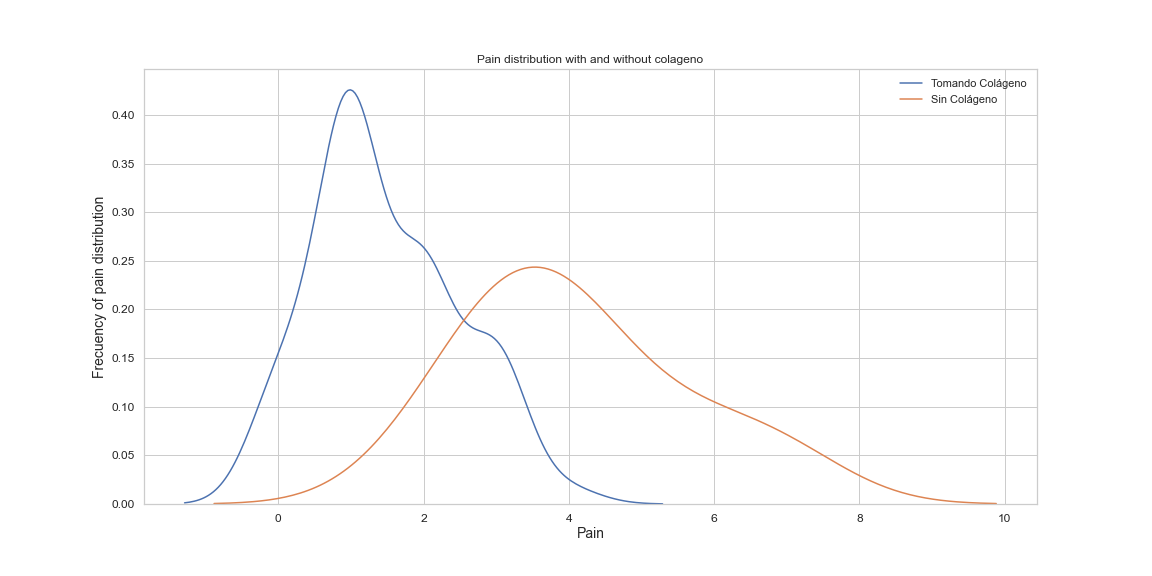 Pain distribution with and without colageno
Tomando Colágeno
Sin Colágeno
Frecuency of pain distribution
0.40
0.35
0.30
0.25
0.20
0.15
0.10
0.05
0.00
0 2 4 6 8 10
Pain